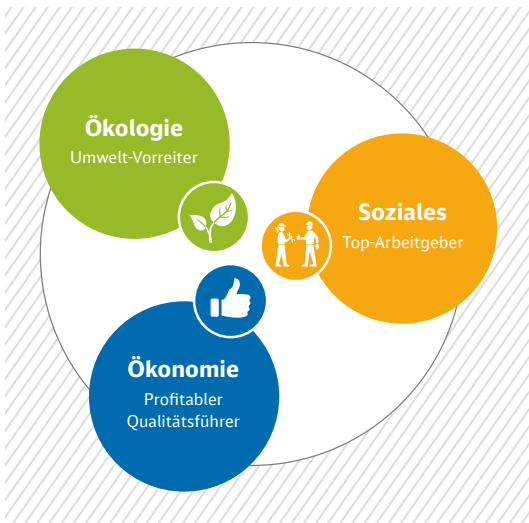 Ökologie
Umwelt-Vorreiter
Soziales
Top-Arbeitgeber
Ökonomie
Profitabler
Qualitätsführer